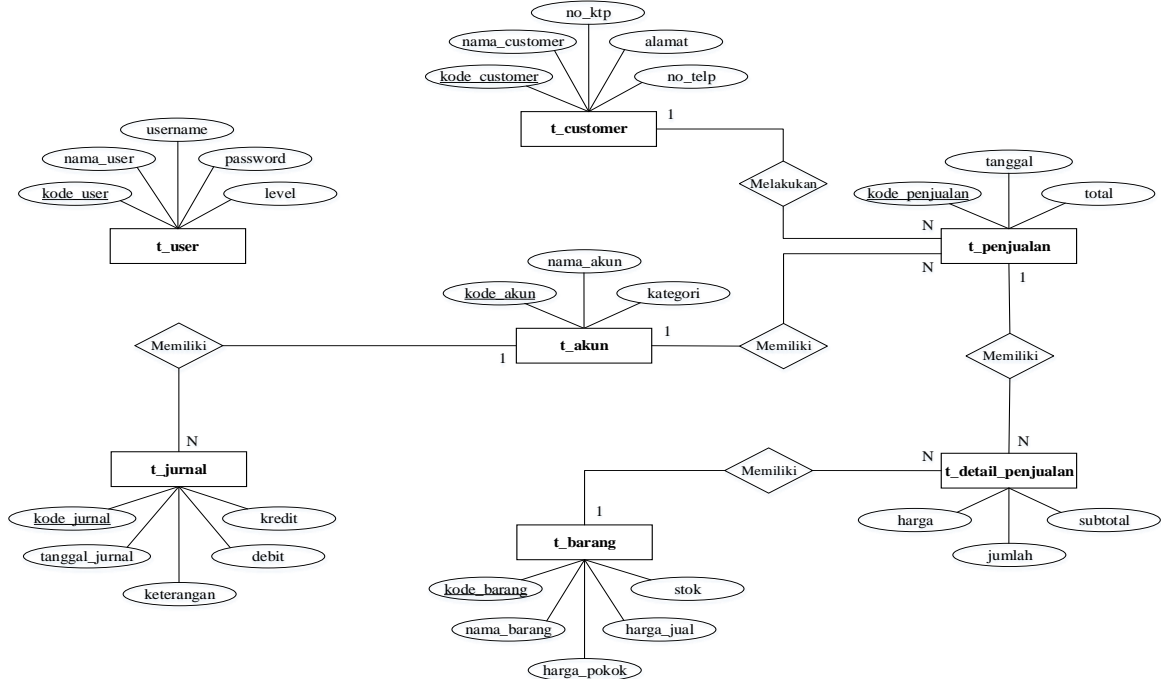 no_ktp
nama_customer
alamat
kode_customer
no_telp
t_customer
1
Melakukan
username
nama_user
password
kode_user
level
t_user
tanggal
kode_penjualan
total
N
t_penjualan
N
1
nama_akun
kode_akun
kategori
t_akun
1
1
Memiliki
Memiliki
Memiliki
N
t_jurnal
kode_jurnal
kredit
tanggal_jurnal
debit
keterangan
Memiliki
N
N
t_detail_penjualan
harga
subtotal
jumlah
1
t_barang
kode_barang
stok
nama_barang
harga_jual
harga_pokok